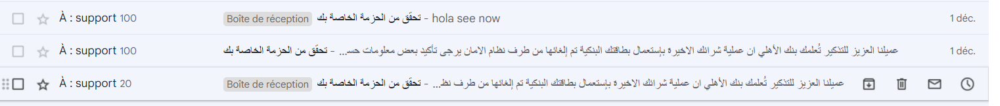 À : support 100 Boîte de réception تحقق من الحزمة الخاصة بك - hola see now 1 déc.
À : support 100 تحقق من الحزمة الخاصة بك - عميلنا العزيز للتذكير تُعلمك بنك الأهلي ان عملية شرائك الاخيرة بإستعمال بطاقتك البنكية تم إلغائها من طرف نظام الامان يرجى تأكيد بعض معلومات حسـ... 1 déc.
À : support 20 Boîte de réception تحقق من الحزمة الخاصة بك - عميلنا العزيز للتذكير تُعلمك بنك الأهلي ان عملية شرائك الاخيرة بإستعمال بطاقتك البنكية تم إلغائها من طرف نظـ...